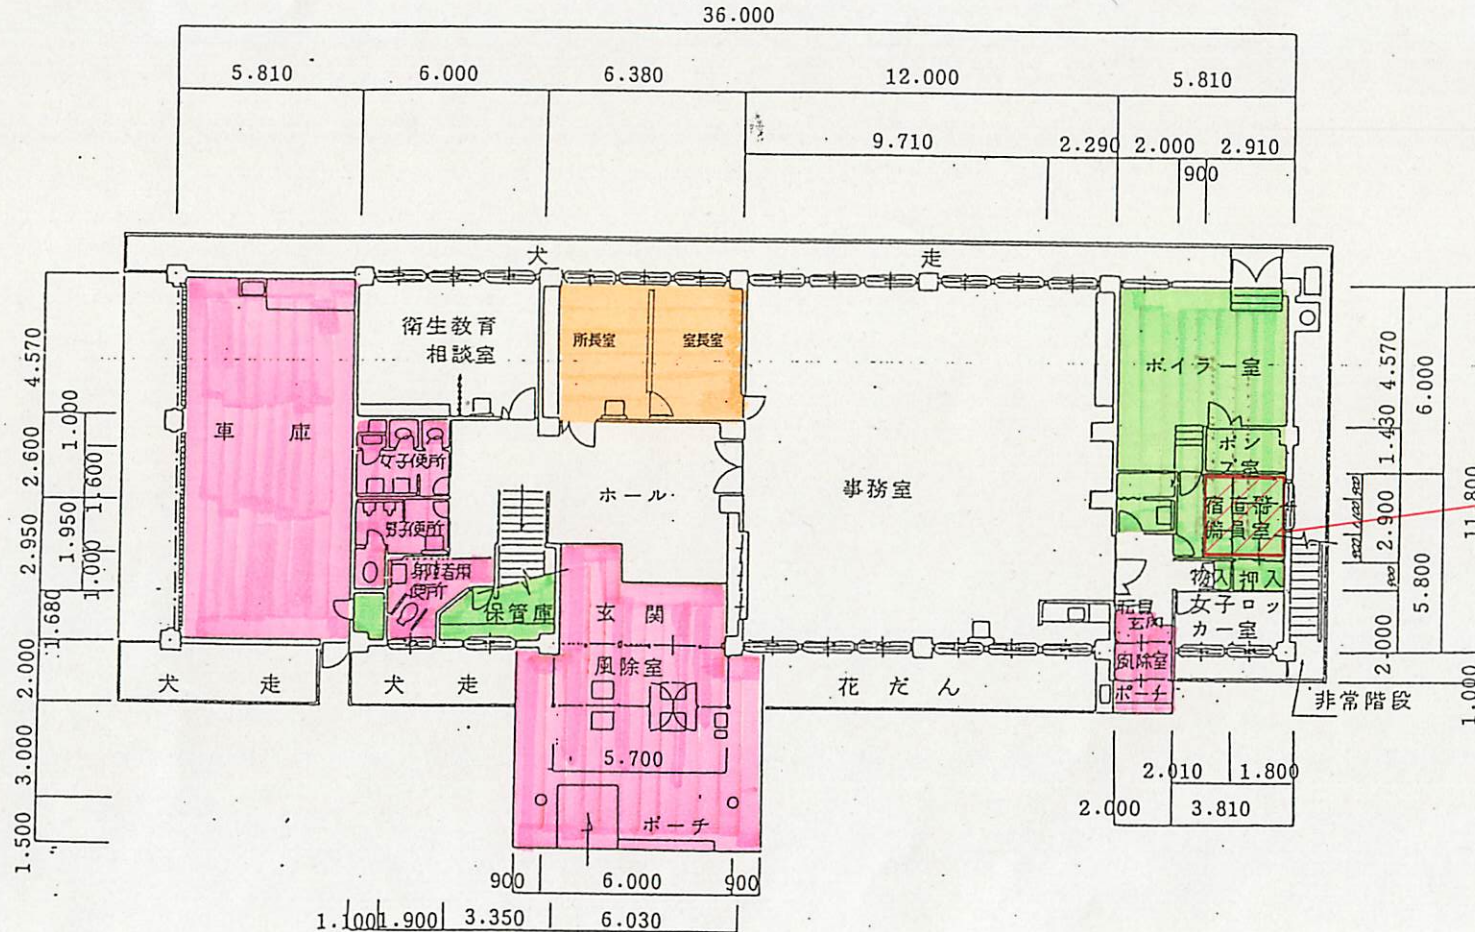 36.000
5.810 6.000 6.380 12.000 5.810
9.710 2.290 2.000 2.910
900
犬 走
4.570
2.600
2.950
1.680
2.000
3.000
1.500
1.000
1.600
1.950
1.000
衛生教育
相談室
所長室
室長室
ボイラー室
車 庫
女子便所
男子便所
便所
ホール
事務室
ポンプ室
宿直
備員室
物入
押入
女子ロッ
カー室
保管庫
玄 関
風除室
玄関
風除室
ポーチ
犬 走
犬 走
花 だ ん
非常階段
5.700
ポーチ
4.570
1.430
2.900
2.000
6.000
5.800
11.800
1.000
2.010 1.800
2.000 3.810
900 6.000 900
1.100 1.900 3.350 6.030